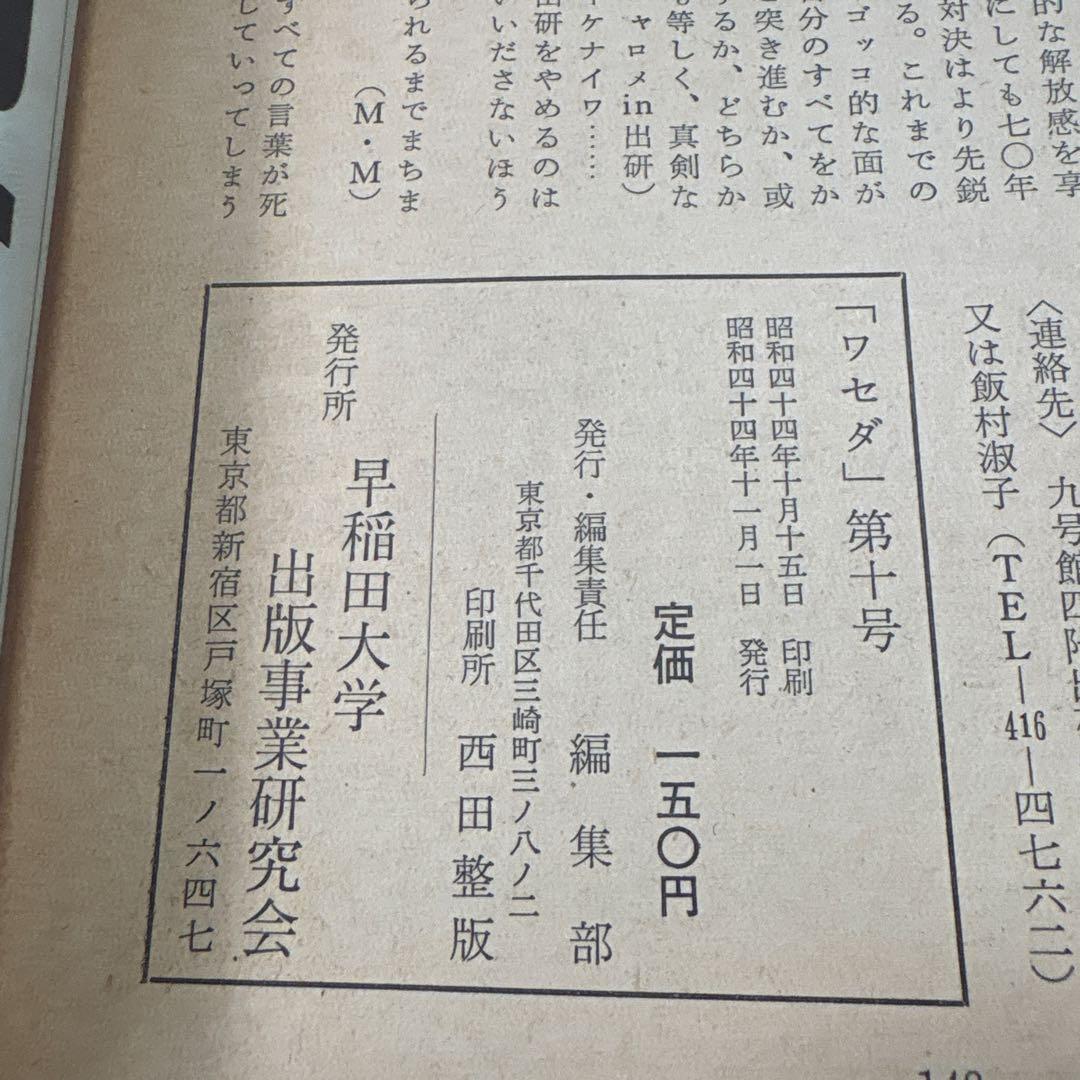 的な解放感を享
にしても七〇年
対決はより先鋭
る。これまでの
ゴッコ的な面が
分のすべてをか
突き進むか、或
するか、どちらか
も等しく、真剣な
ャロメin出研)
ケナイワ……
出研をやめるのは
いいださないほう
られるまでまちま
(M・M)
すべての言葉が死
していってしまう
〈連絡先〉 九号館四階出
又は飯村淑子(TEL―416―四七六二)
「ワセダ」第十号
昭和四十四年十月十五日 印刷
昭和四十四年十一月一日 発行
定価 一五〇円
発行・編集責任 編集部
東京都千代田区三崎町三ノ八ノ二
印刷所 西田整版
発行所 早稲田大学
出版事業研究会
東京都新宿区戸塚町一ノ六四七